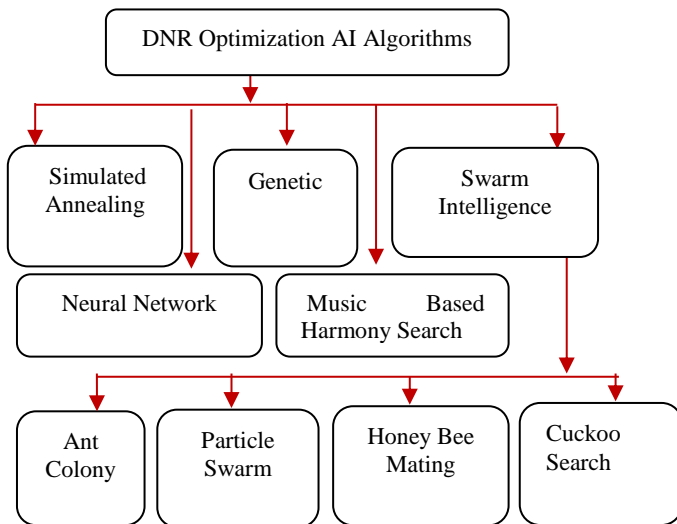 DNR Optimization AI Algorithms
Simulated
Annealing
Genetic
Swarm
Intelligence
Neural Network
Music Based
Harmony Search
Ant
Colony
Particle
Swarm
Honey Bee
Mating
Cuckoo
Search